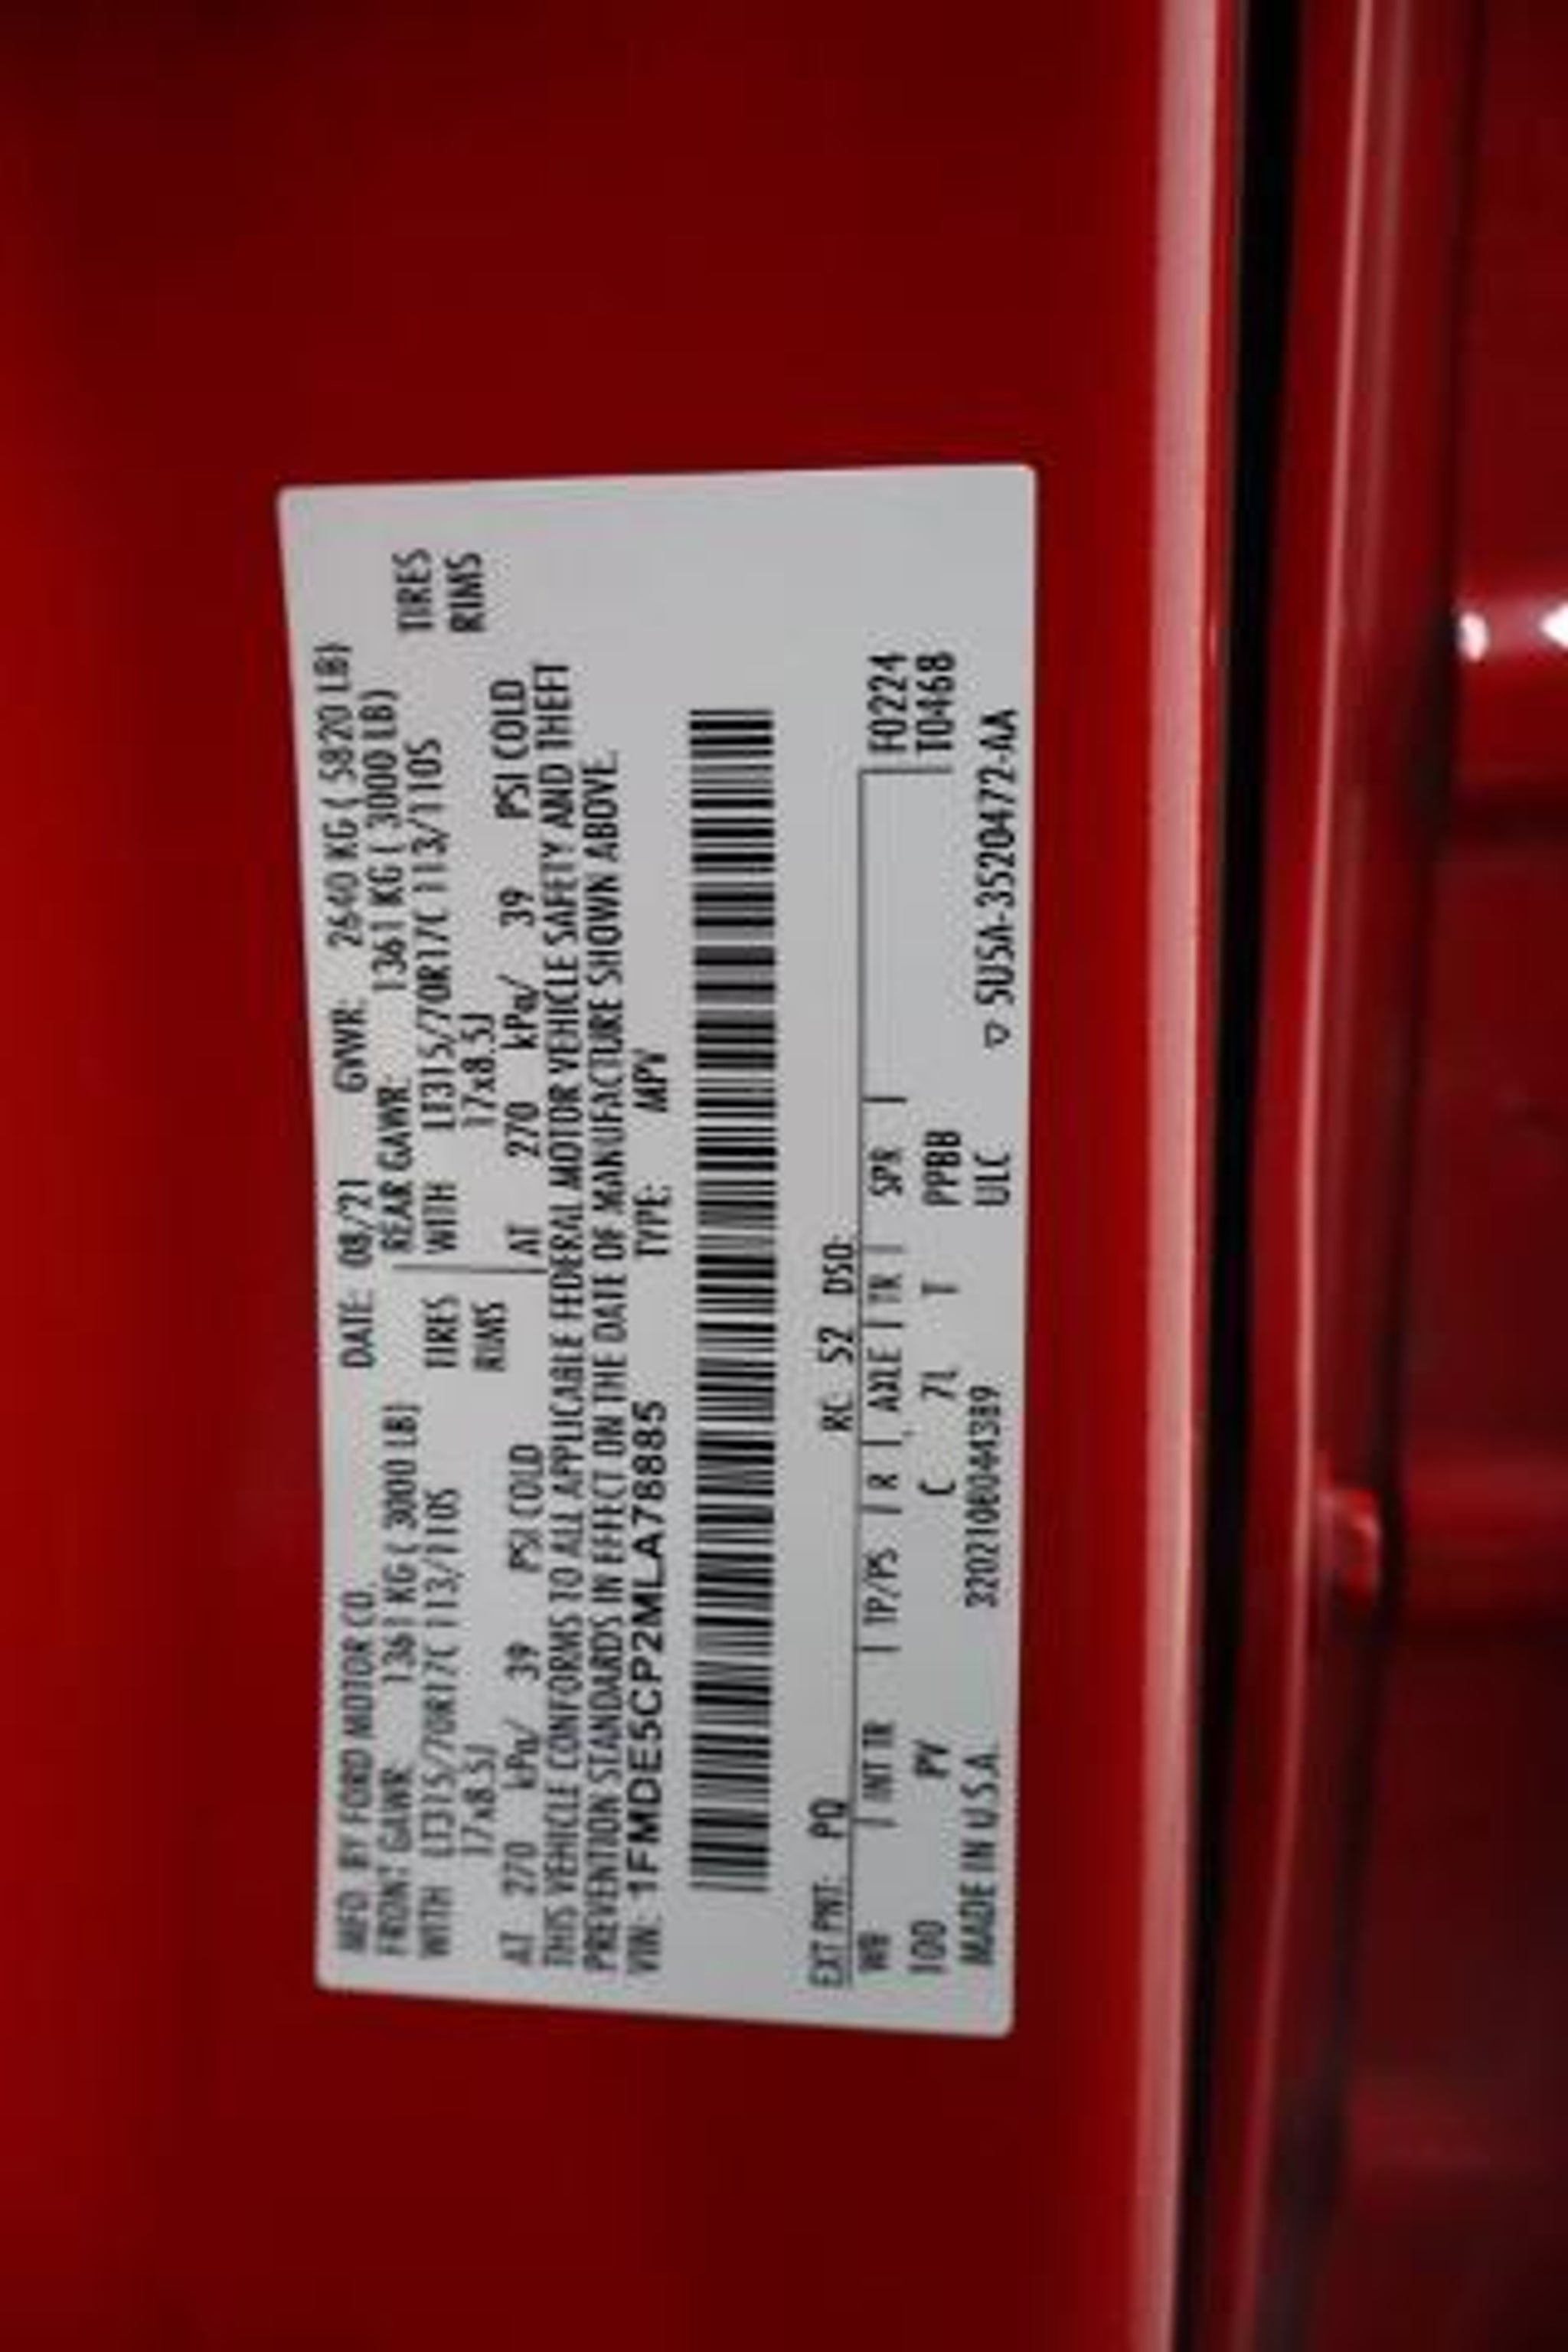 MFD. BY FORD MOTOR CO. DATE: 08/21 GVWR: 2640 KG ( 5820 LB)
FRONT GAWR: 1361 KG ( 3000 LB) REAR GAWR: 1361 KG ( 3000 LB)
WITH LT315/70R17C 113/110S TIRES WITH LT315/70R17C 113/110S TIRES
17x8.5J RIMS 17x8.5J RIMS
AT 270 kPa/ 39 PSI COLD AT 270 kPa/ 39 PSI COLD
THIS VEHICLE CONFORMS TO ALL APPLICABLE FEDERAL MOTOR VEHICLE SAFETY AND THEFT
PREVENTION STANDARDS IN EFFECT ON THE DATE OF MANUFACTURE SHOWN ABOVE.
VIN: 1FMDE5CP2MLA78885 TYPE: MPV
EXT PNT: PQ RC: 52 DSO:
WB | INT TR | TP/PS | R | AXLE | TR | SPR | F0224
100 PV C 7L T PPBB T0468
MADE IN U.S.A. ULC
▽ 5U5A-3520472-AA